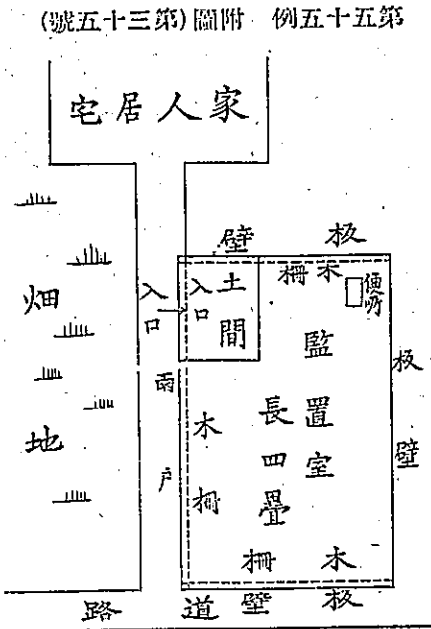 (號五十三第)圖附　例五十五第
宅居人家
壁　板
木柵
便所
土間
入口
入口
畑地
監置室
長四疊
板壁
雨戸
木柵
木柵
板壁
道路